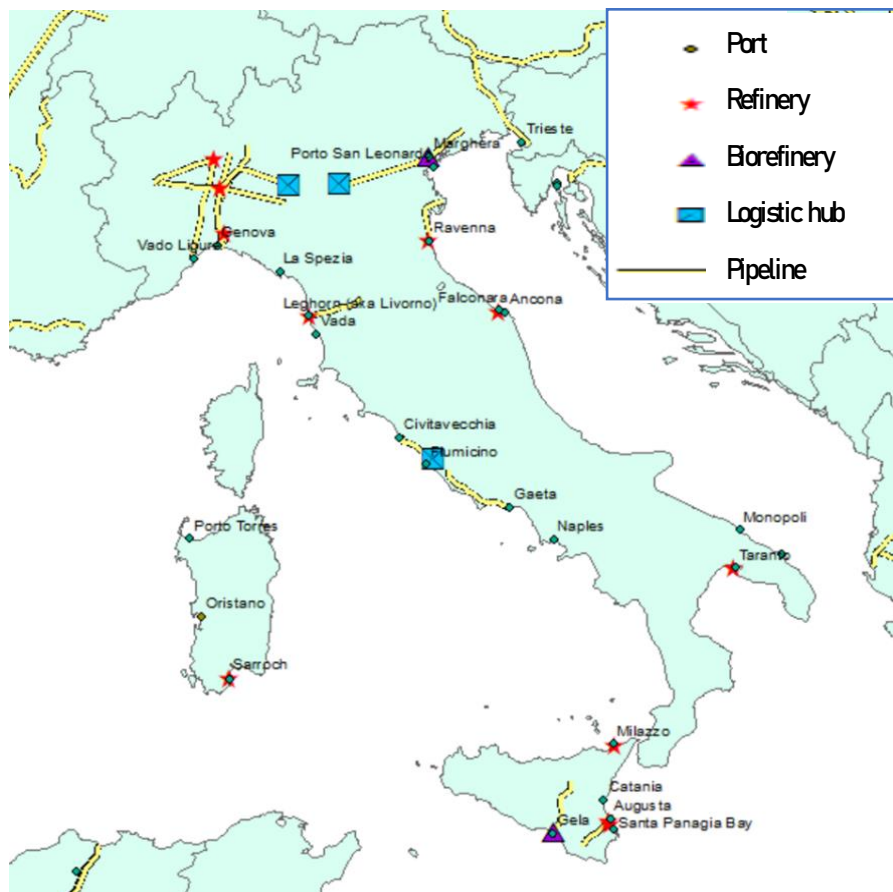 Port
Refinery
Biorefinery
Logistic hub
Pipeline
Trieste
Marghera
Porto San Leonard
Genova
Vado Ligure
La Spezia
Ravenna
Leghorn (aka Livorno)
Vada
Falconara
Ancona
Civitavecchia
Fiumicino
Gaeta
Naples
Monopoli
Taranto
Porto Torres
Oristano
Sarroch
Milazzo
Catania
Augusta
Santa Panagia Bay
Gela